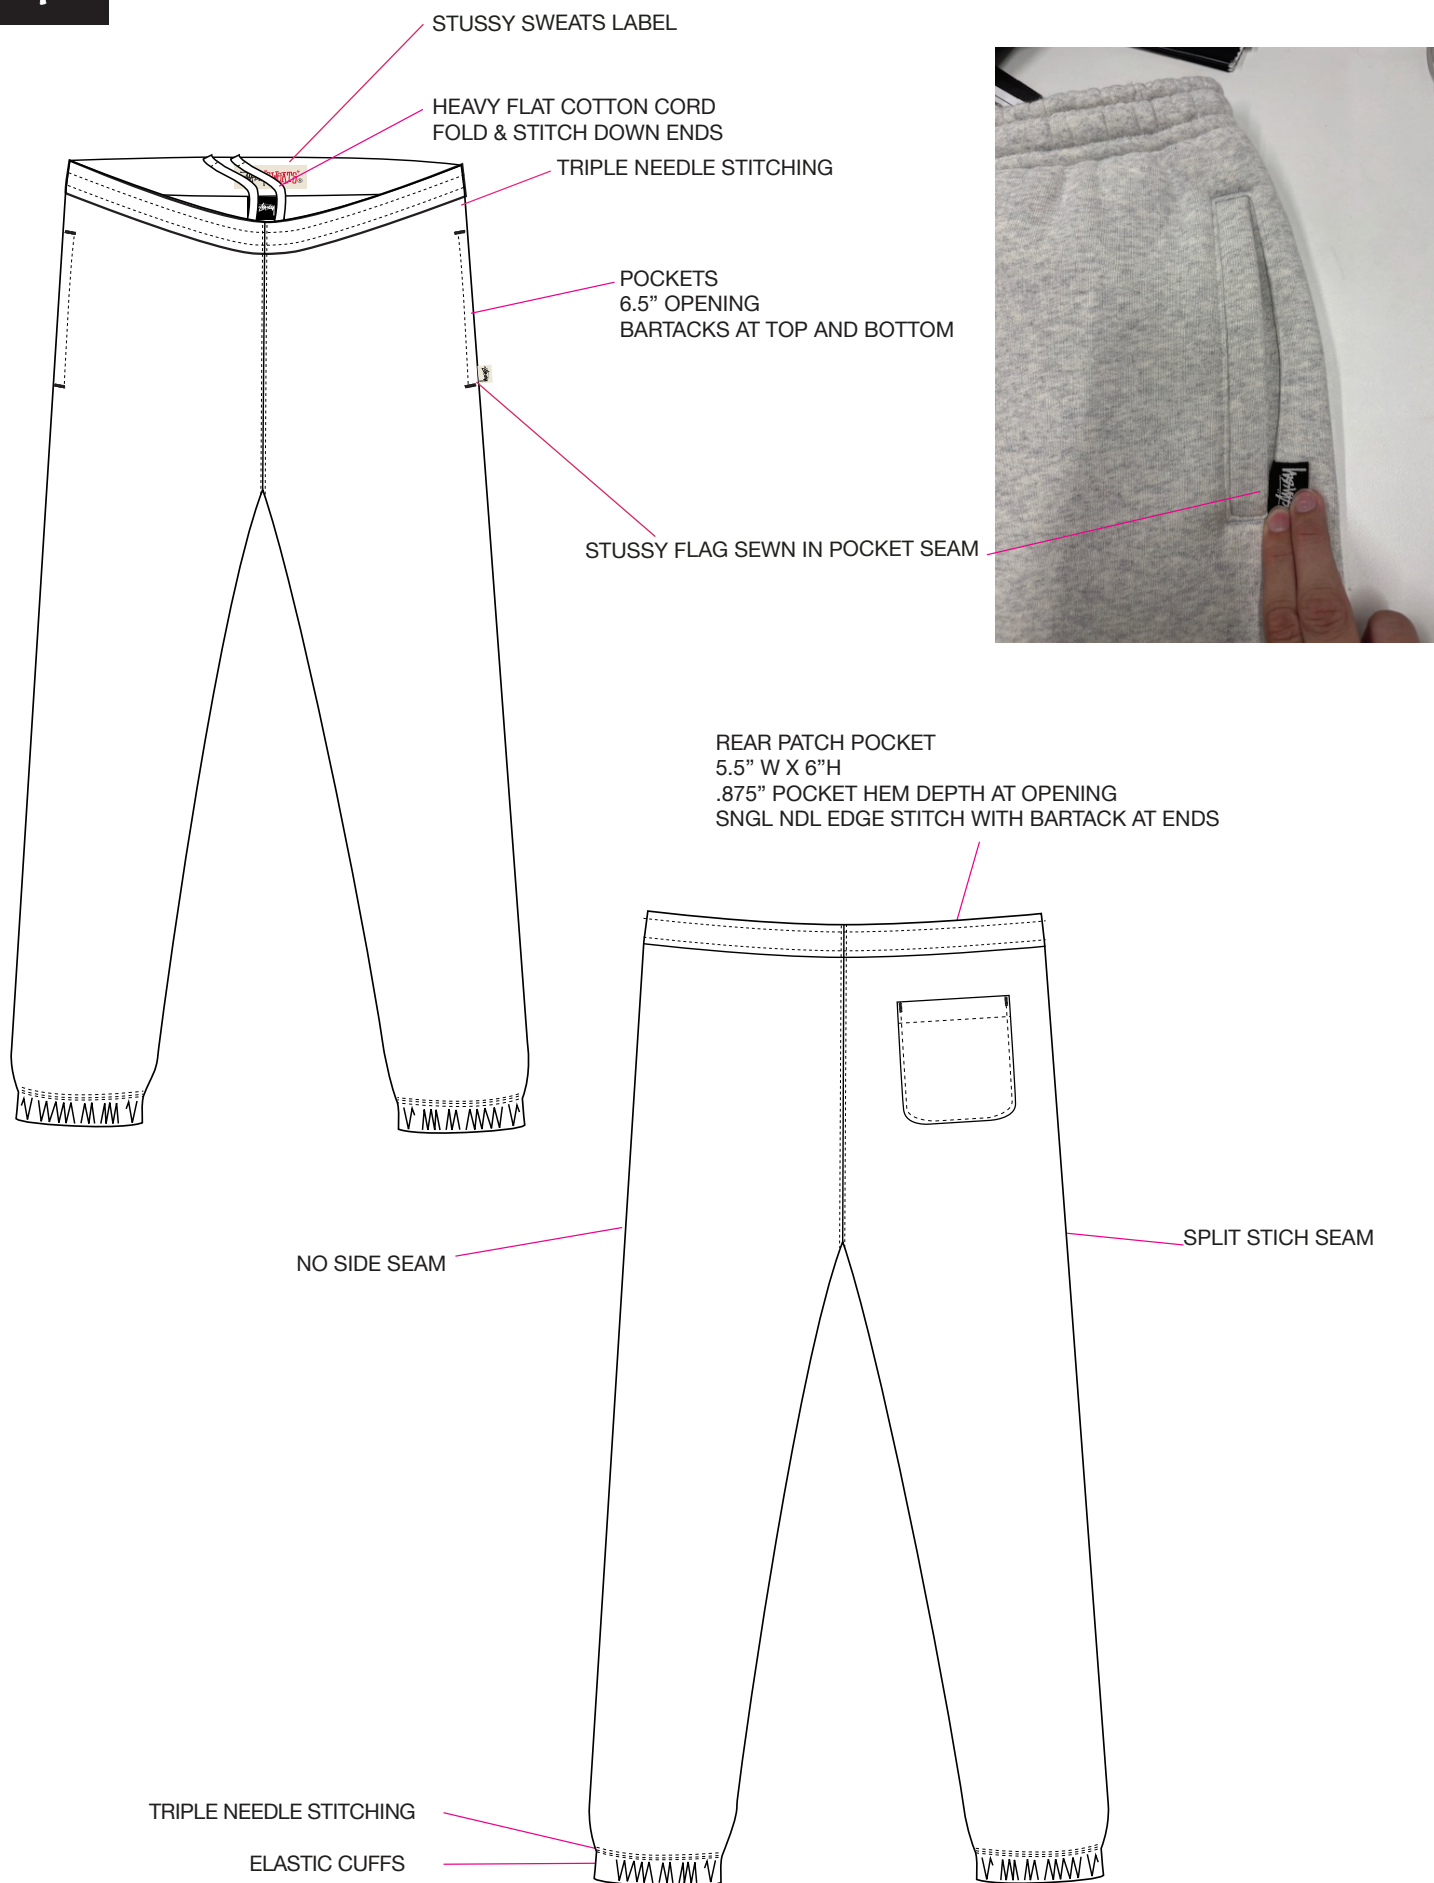 STUSSY SWEATS LABEL
HEAVY FLAT COTTON CORD
FOLD & STITCH DOWN ENDS
TRIPLE NEEDLE STITCHING
POCKETS
6.5” OPENING
BARTACKS AT TOP AND BOTTOM
STUSSY FLAG SEWN IN POCKET SEAM
REAR PATCH POCKET
5.5” W X 6”H
.875” POCKET HEM DEPTH AT OPENING
SNGL NDL EDGE STITCH WITH BARTACK AT ENDS
NO SIDE SEAM
SPLIT STICH SEAM
TRIPLE NEEDLE STITCHING
ELASTIC CUFFS